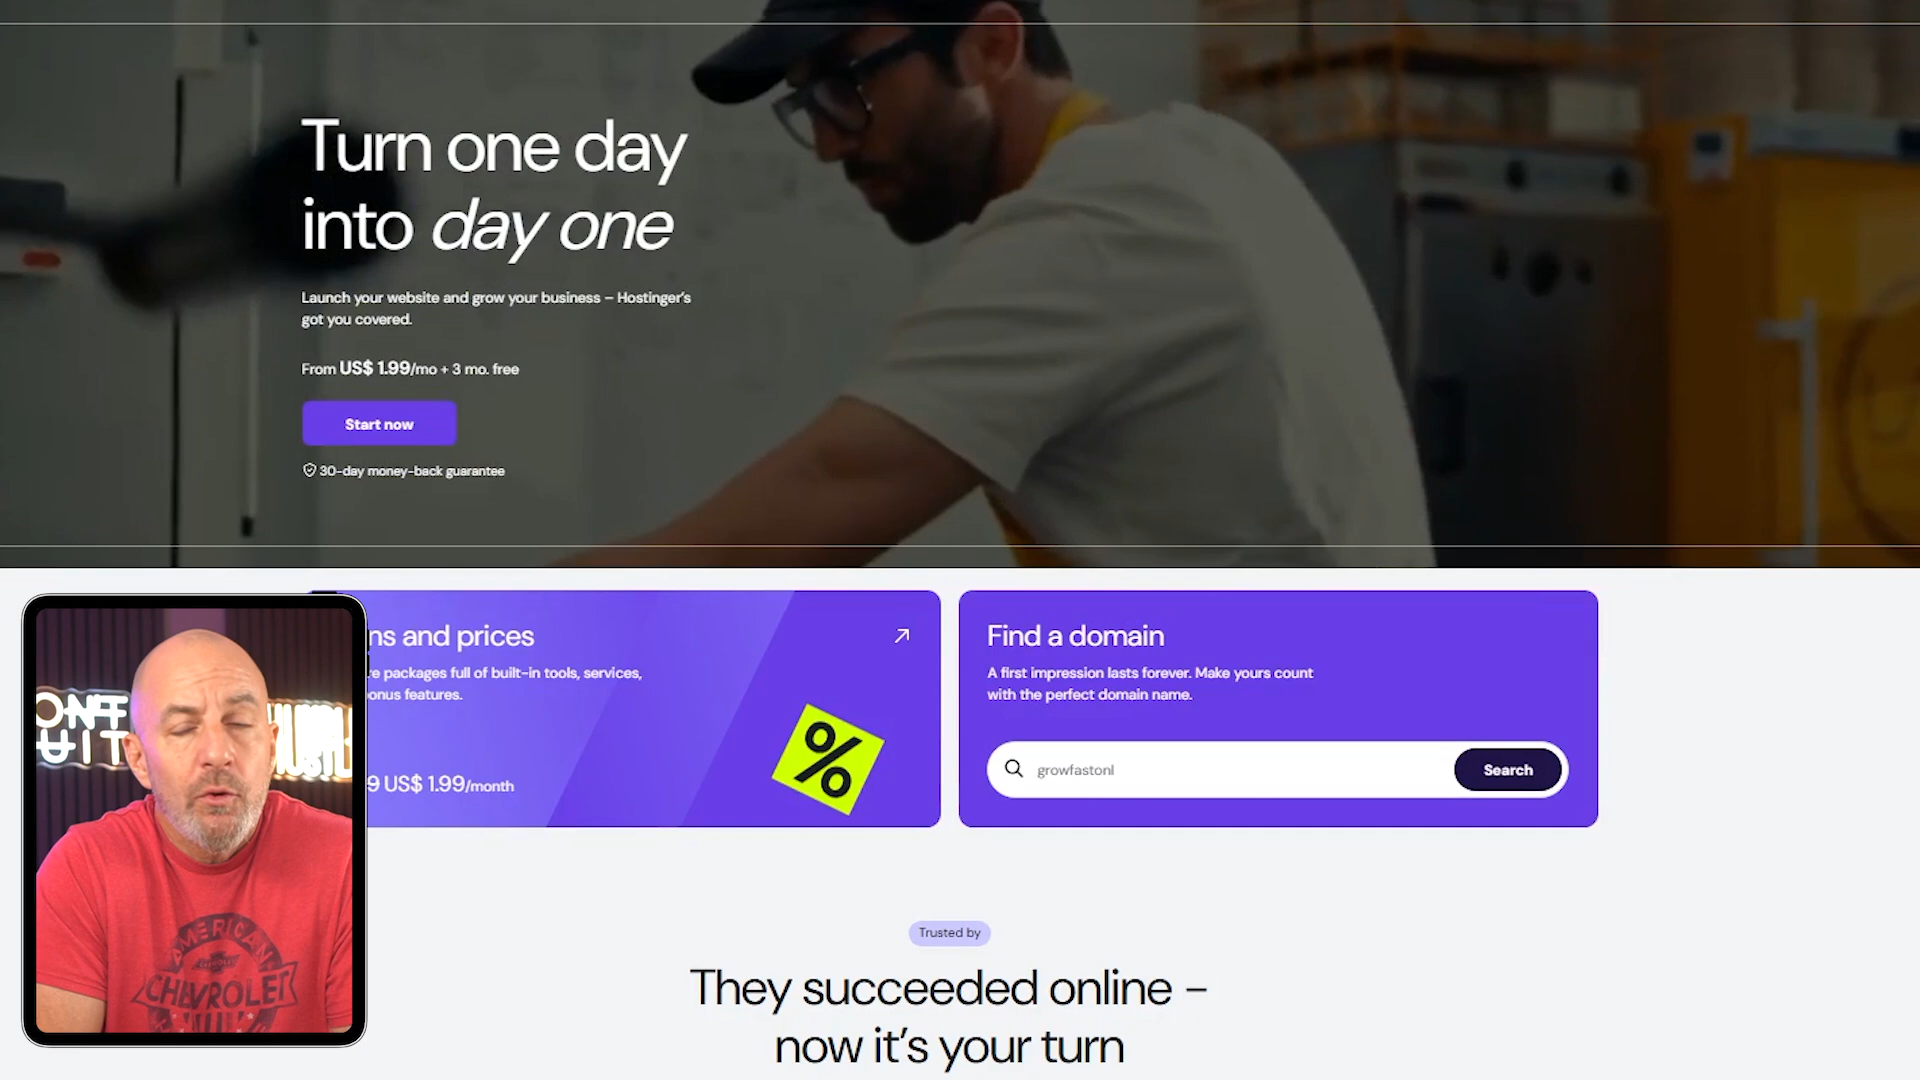 Turn one day
into day one
Launch your website and grow your business – Hostinger's
got you covered.
From US$ 1.99/mo + 3 mo. free
Start now
30-day money-back guarantee
ns and prices
re packages full of built-in tools, services,
onus features.
%
9 US$ 1.99/month
Find a domain
A first impression lasts forever. Make yours count
with the perfect domain name.
growfastonl
Search
Trusted by
They succeeded online –
now it's your turn
AMERICAN
CHEVROLET